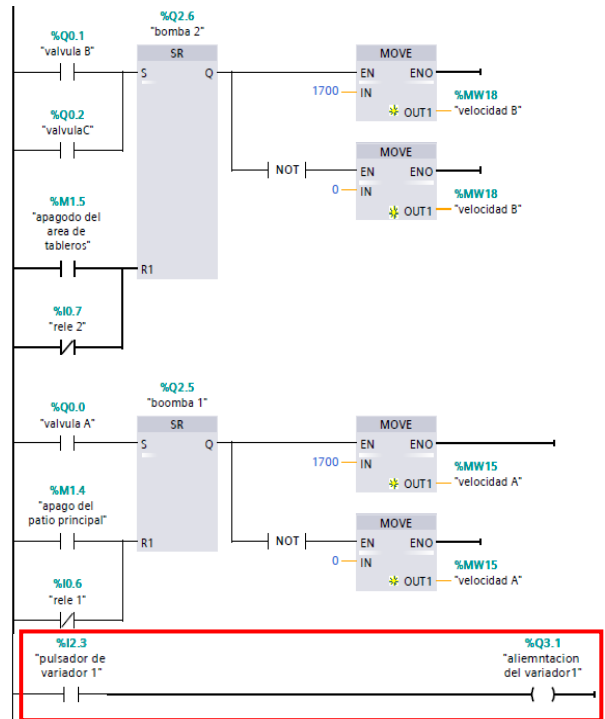 %Q2.6
"bomba 2"
%Q0.1
"valvula B"
SR
MOVE
S
Q
EN
ENO
1700
IN
%MW18
OUT1
"velocidad B"
%Q0.2
"valvulaC"
MOVE
NOT
EN
ENO
0
IN
%MW18
OUT1
"velocidad B"
%M1.5
"apagodo del
area de
tableros"
R1
%I0.7
"rele 2"
%Q2.5
"boomba 1"
%Q0.0
"valvula A"
SR
MOVE
S
Q
EN
ENO
1700
IN
%MW15
OUT1
"velocidad A"
%M1.4
"apago del
patio principal"
MOVE
R1
NOT
EN
ENO
0
IN
%MW15
OUT1
"velocidad A"
%I0.6
"rele 1"
%I2.3
"pulsador de
variador 1"
%Q3.1
"aliemntacion
del variador1"